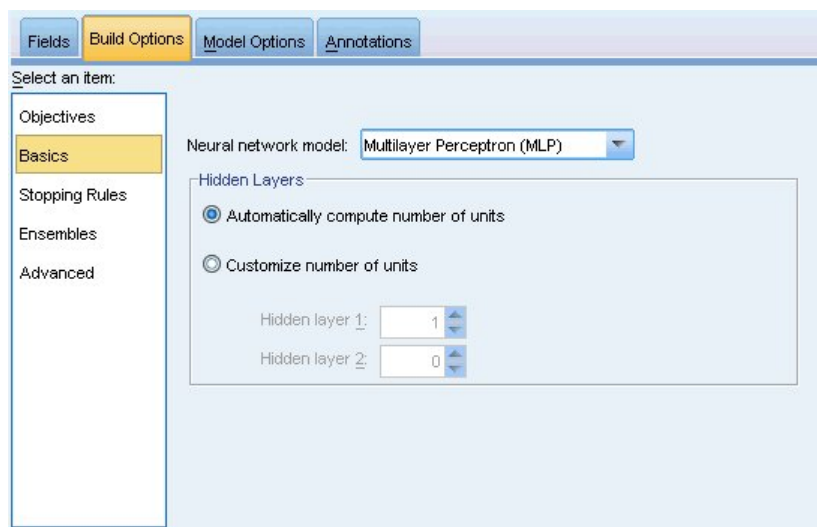 Fields Build Options Model Options Annotations
Select an item:
Objectives
Basics
Stopping Rules
Ensembles
Advanced
Neural network model: Multilayer Perceptron (MLP)
Hidden Layers
Automatically compute number of units
Customize number of units
Hidden layer 1: 1
Hidden layer 2: 0